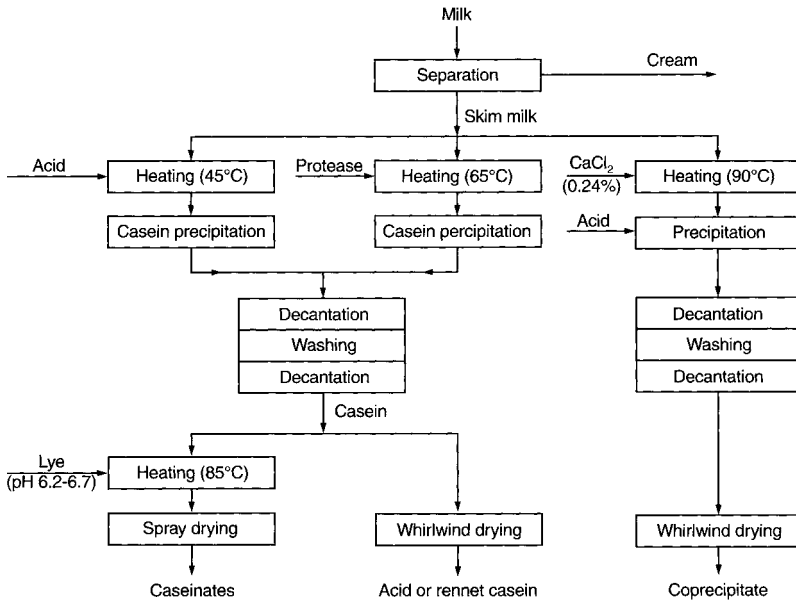 Milk
Separation
Cream
Skim milk
Acid
Heating (45°C)
Protease
Heating (65°C)
CaCl₂
(0.24%)
Heating (90°C)
Casein precipitation
Casein percipitation
Acid
Precipitation
Decantation
Washing
Decantation
Decantation
Washing
Decantation
Casein
Lye
(pH 6.2-6.7)
Heating (85°C)
Spray drying
Whirlwind drying
Whirlwind drying
Caseinates
Acid or rennet casein
Coprecipitate